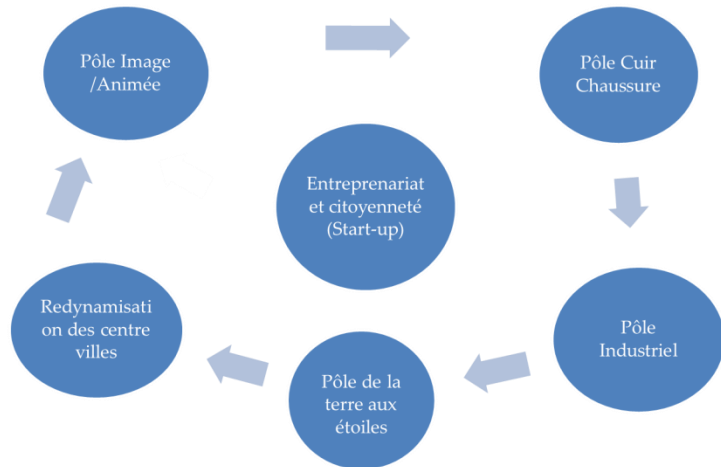 Pôle Image
/Animée
Pôle Cuir
Chaussure
Entreprenariat
et citoyenneté
(Start-up)
Redynamisati
on des centre
villes
Pôle
Industriel
Pôle de la
terre aux
étoiles